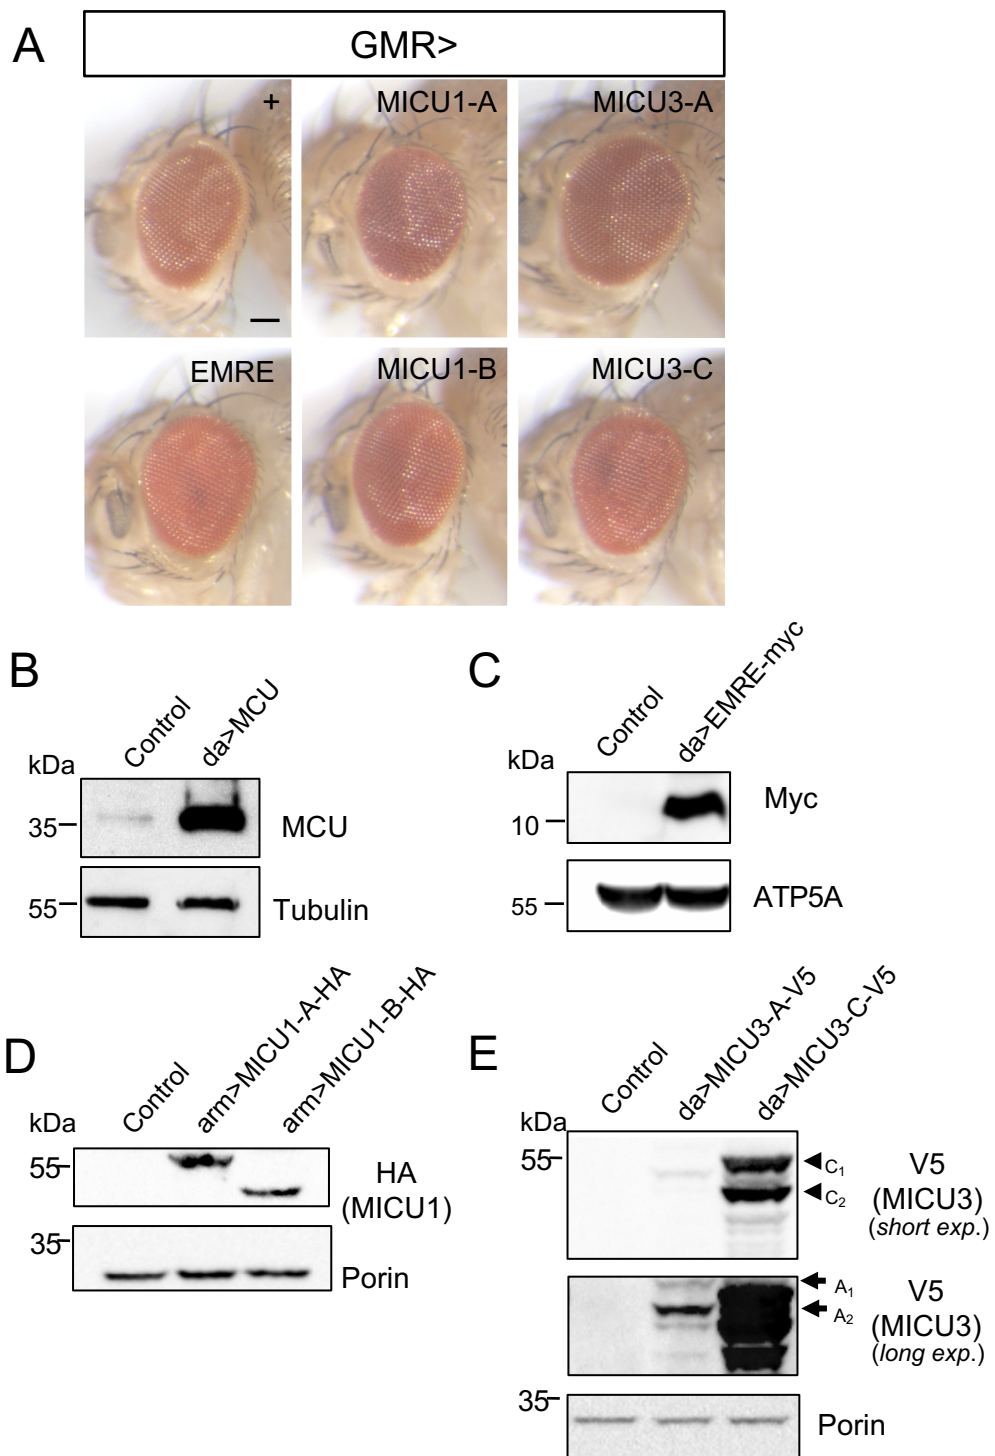 A
GMR>
+
MICU1-A
MICU3-A
EMRE
MICU1-B
MICU3-C
B
Control
da>MCU
kDa
35
MCU
55
Tubulin
C
Control
da>EMRE-myc
kDa
10
Myc
55
ATP5A
D
Control
arm>MICU1-A-HA
arm>MICU1-B-HA
kDa
55
HA
(MICU1)
35
Porin
E
Control
da>MICU3-A-V5
da>MICU3-C-V5
kDa
55
C1
C2
V5
(MICU3)
(short exp.)
A1
A2
V5
(MICU3)
(long exp.)
35
Porin